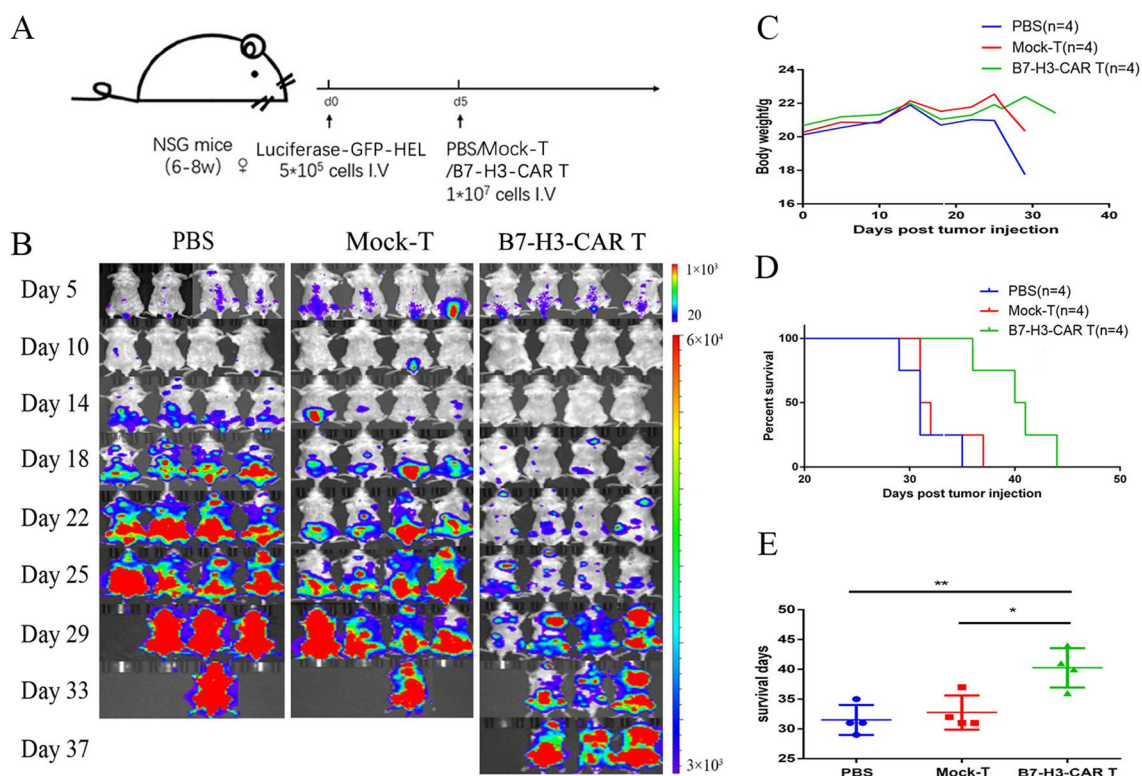 A
d0
d5
NSG mice
(6-8w) ♀
Luciferase-GFP-HEL
5*10⁵ cells I.V
PBS/Mock-T
/B7-H3-CAR T
1*10⁷ cells I.V
B
PBS
Mock-T
B7-H3-CAR T
Day 5
Day 10
Day 14
Day 18
Day 22
Day 25
Day 29
Day 33
Day 37
1×10³
20
6×10⁴
3×10³
C
PBS(n=4)
Mock-T(n=4)
B7-H3-CAR T(n=4)
Body weight/g
24
22
20
18
16
0
10
20
30
40
Days post tumor injection
D
PBS(n=4)
Mock-T(n=4)
B7-H3-CAR T(n=4)
Percent survival
100
50
0
20
30
40
50
Days post tumor injection
E
**
*
survival days
50
45
40
35
30
25
PBS
Mock-T
B7-H3-CAR T